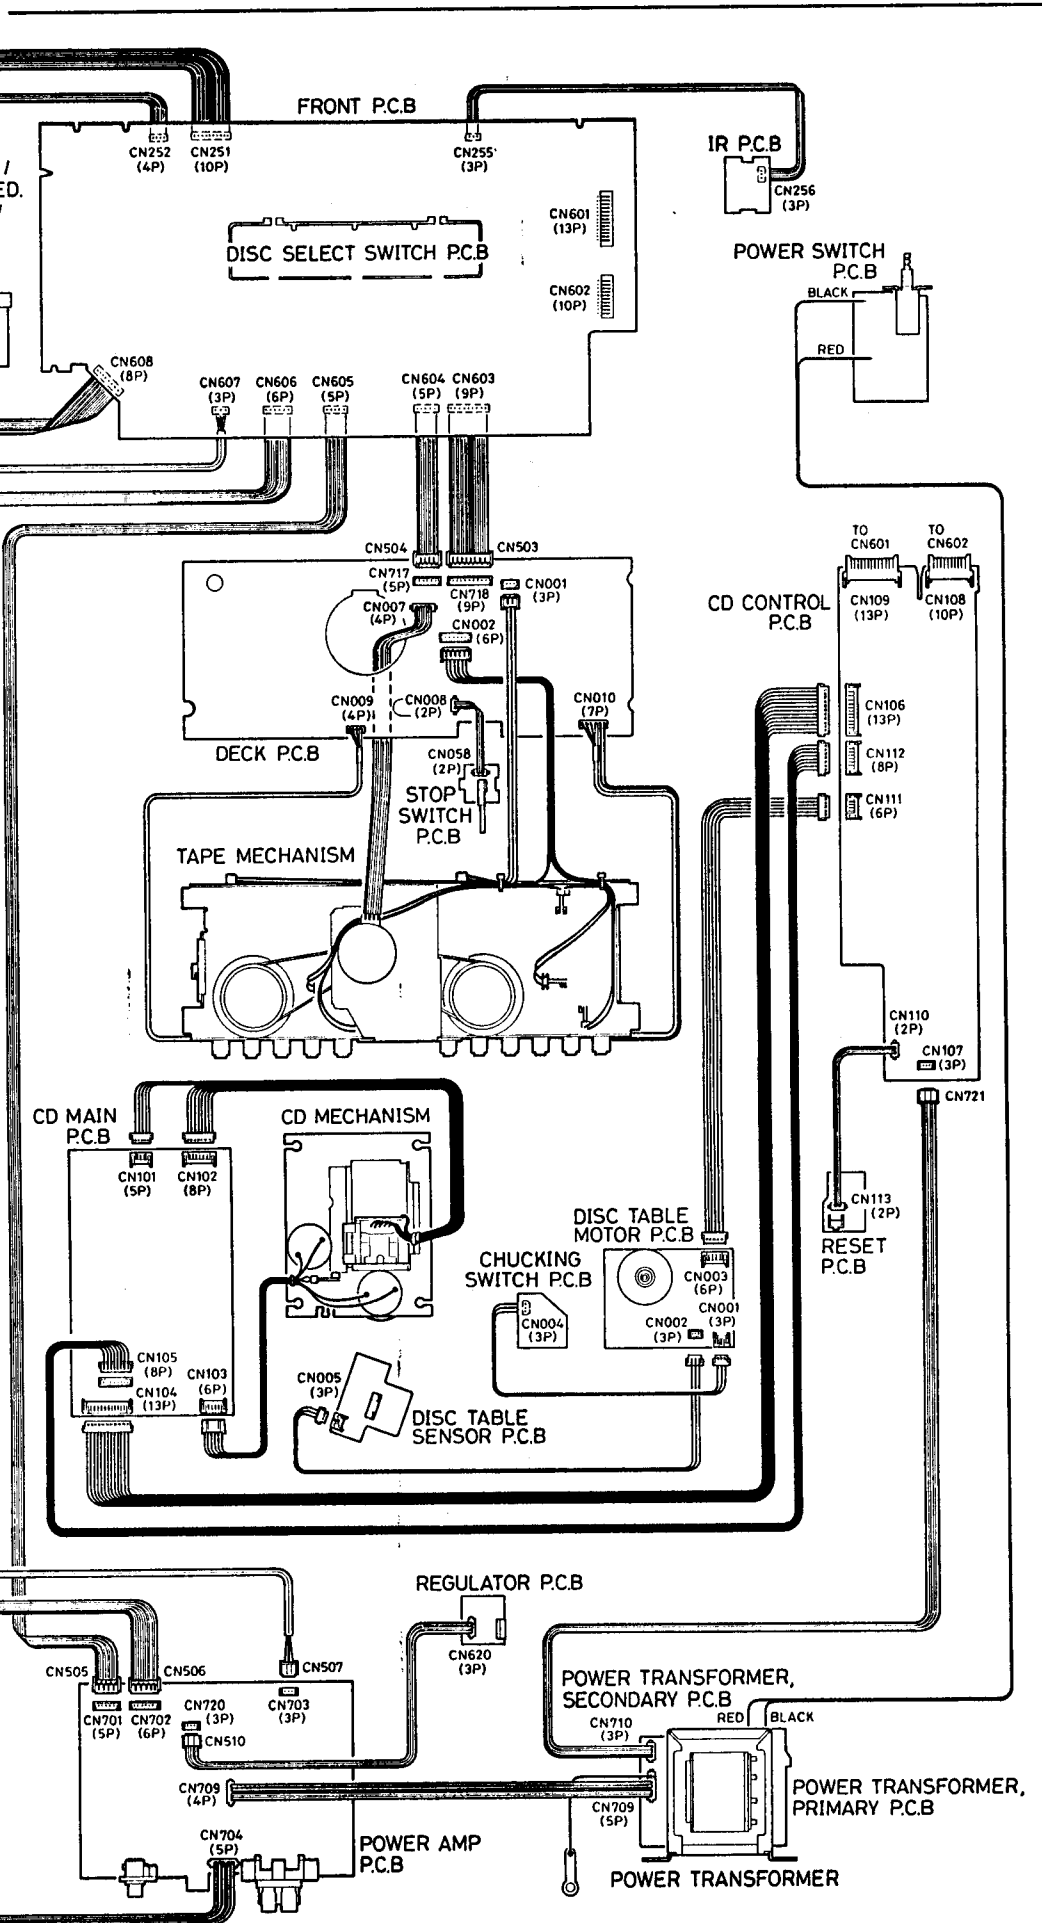 FRONT P.C.B
CN252
(4P)
CN251
(10P)
CN255
(3P)
IR P.C.B
CN256
(3P)
ED.
CN601
(13P)
DISC SELECT SWITCH P.C.B
CN602
(10P)
POWER SWITCH
P.C.B
BLACK
RED
CN608
(8P)
CN607
(3P)
CN606
(6P)
CN605
(5P)
CN604
(5P)
CN603
(9P)
CN504
CN503
CN717
(5P)
CN718
(9P)
CN001
(3P)
CN007
(4P)
CN002
(6P)
CN009
(4P)
CN008
(2P)
CN010
(7P)
DECK P.C.B
CN058
(2P)
STOP
SWITCH
P.C.B
TO
CN601
TO
CN602
CD CONTROL
P.C.B
CN109
(13P)
CN108
(10P)
CN106
(13P)
CN112
(8P)
CN111
(6P)
TAPE MECHANISM
CN110
(2P)
CN107
(3P)
CN721
CD MAIN
P.C.B
CD MECHANISM
CN101
(5P)
CN102
(8P)
CN113
(2P)
RESET
P.C.B
DISC TABLE
MOTOR P.C.B
CHUCKING
SWITCH P.C.B
CN003
(6P)
CN004
(3P)
CN002
(3P)
CN001
(3P)
CN105
(8P)
CN103
(6P)
CN104
(13P)
CN005
(3P)
DISC TABLE
SENSOR P.C.B
REGULATOR P.C.B
CN620
(3P)
CN505
CN506
CN507
CN701
(5P)
CN702
(6P)
CN720
(3P)
CN703
(3P)
CN510
CN709
(4P)
CN704
(5P)
POWER AMP
P.C.B
POWER TRANSFORMER,
SECONDARY P.C.B
RED
BLACK
CN710
(3P)
CN709
(5P)
POWER TRANSFORMER,
PRIMARY P.C.B
POWER TRANSFORMER